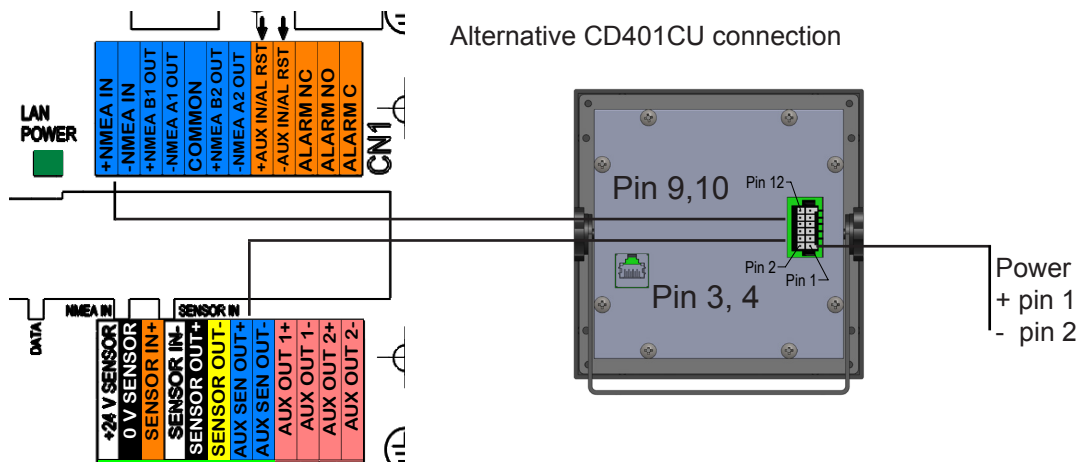 Alternative CD401CU connection
LAN
POWER
+NMEA IN
-NMEA IN
+NMEA B1 OUT
-NMEA A1 OUT
COMMON
+NMEA B2 OUT
-NMEA A2 OUT
+AUX IN/AL RST
-AUX IN/AL RST
ALARM NC
ALARM NO
ALARM C
CN1
Pin 9,10
Pin 12
Pin 2
Pin 1
Pin 3, 4
Power
+ pin 1
- pin 2
DATA
NMEA IN
SENSOR IN
+24 V SENSOR
0 V SENSOR
SENSOR IN+
SENSOR IN-
SENSOR OUT+
SENSOR OUT-
AUX SEN OUT+
AUX SEN OUT-
AUX OUT 1+
AUX OUT 1-
AUX OUT 2+
AUX OUT 2-